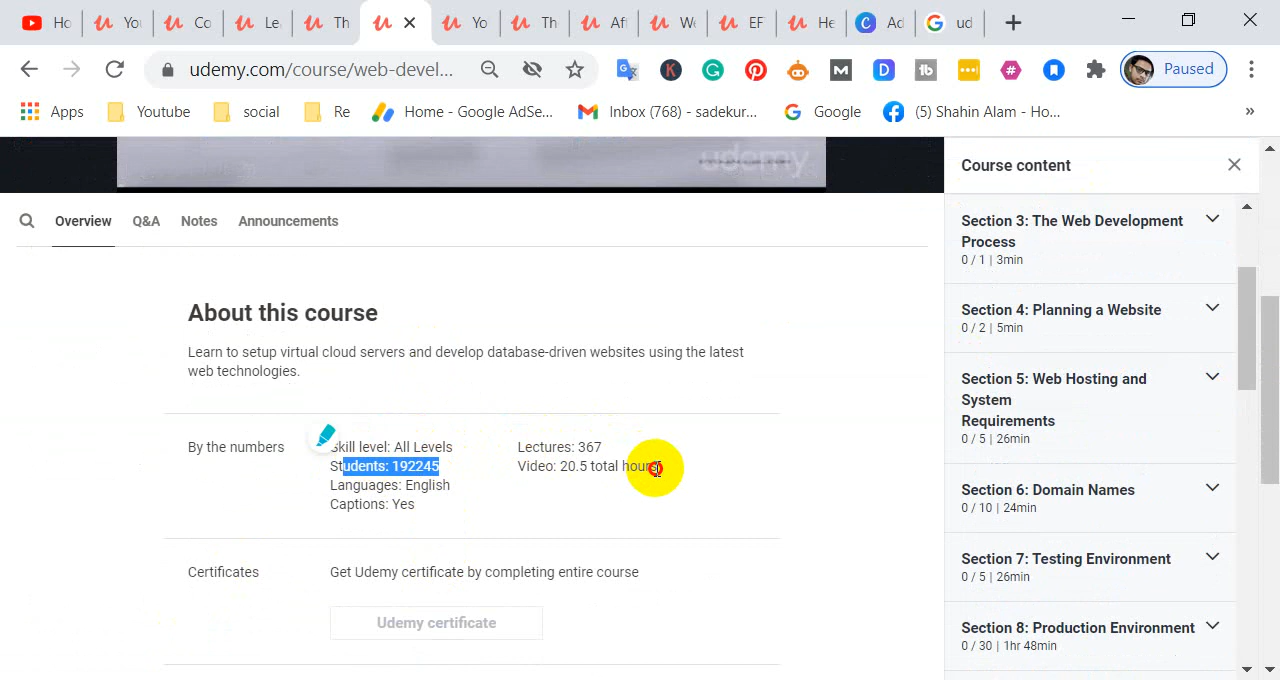 Ho
You
Co
Le
Th
Yo
Th
Aff
We
EF
He
Ad
ud
udemy.com/course/web-devel...
Paused
Apps
Youtube
social
Re
Home - Google AdSe...
Inbox (768) - sadekur...
Google
(5) Shahin Alam - Ho...
»
udemy
Overview
Q&A
Notes
Announcements
About this course
Learn to setup virtual cloud servers and develop database-driven websites using the latest
web technologies.
By the numbers
Skill level: All Levels
Students: 192245
Languages: English
Captions: Yes
Lectures: 367
Video: 20.5 total hours
Certificates
Get Udemy certificate by completing entire course
Udemy certificate
Course content
Section 3: The Web Development
Process
0 / 1 | 3min
Section 4: Planning a Website
0 / 2 | 5min
Section 5: Web Hosting and
System
Requirements
0 / 5 | 26min
Section 6: Domain Names
0 / 10 | 24min
Section 7: Testing Environment
0 / 5 | 26min
Section 8: Production Environment
0 / 30 | 1hr 48min